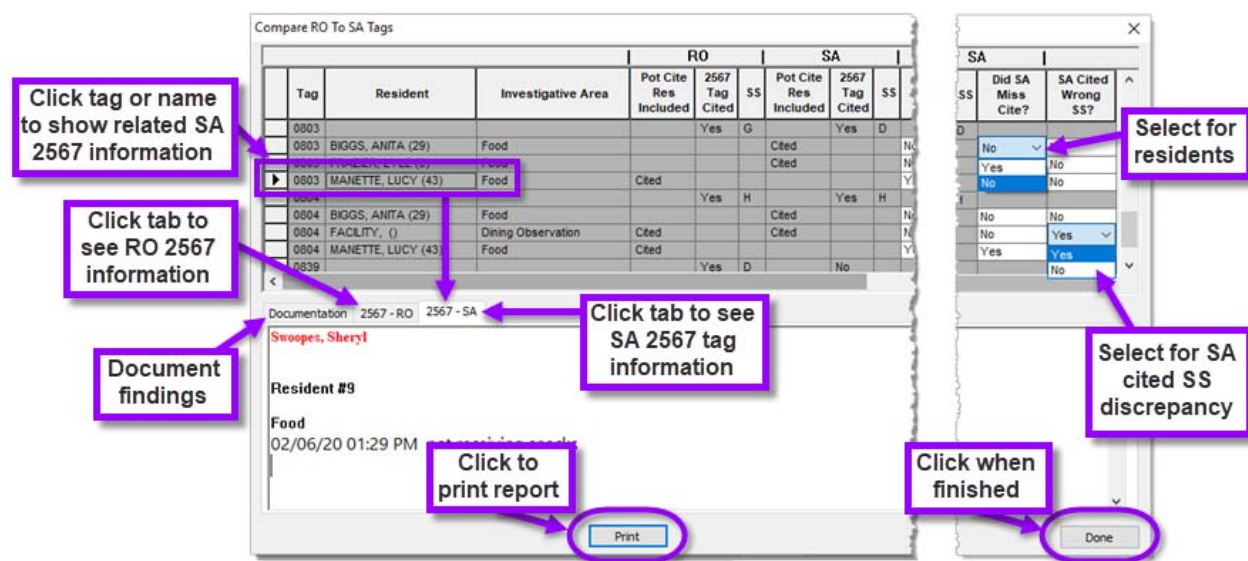 Compare RO To SA Tags
RO SA SA
Tag Resident Investigative Area Pot Cite Res Included 2567 Tag Cited SS Pot Cite Res Included 2567 Tag Cited SS SS Did SA Miss Cite? SA Cited Wrong SS?
0803 Yes G Yes D
0803 BIGGS, ANITA (29) Food Cited No
0803 MANETTE, LUCY (43) Food Cited No No
Yes
No
0804 Yes H Yes H
0804 BIGGS, ANITA (29) Food Cited No No
0804 FACILITY, () Dining Observation Cited Cited No Yes
0804 MANETTE, LUCY (43) Food Cited Yes Yes
No
0839 Yes D No
Documentation 2567 - RO 2567 - SA
Swoopes, Sheryl
Resident #9
Food
02/06/20 01:29 PM
Print
Done
Click tag or name
to show related SA
2567 information
Click tab to
see RO 2567
information
Document
findings
Click tab to see
SA 2567 tag
information
Click to
print report
Select for
residents
Select for SA
cited SS
discrepancy
Click when
finished